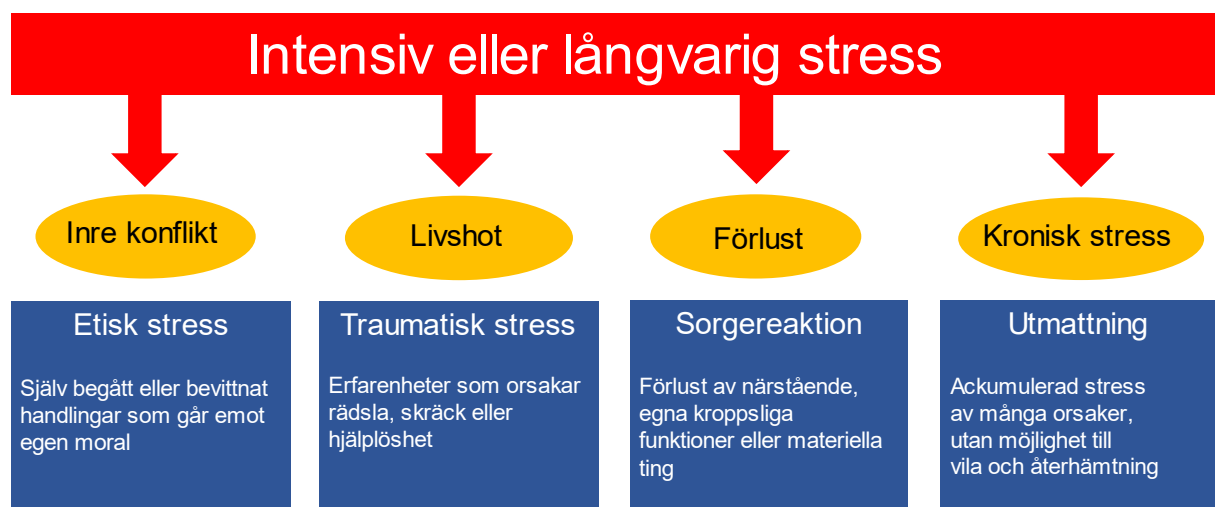 Intensiv eller långvarig stress
Inre konflikt
Livshot
Förlust
Kronisk stress
Etisk stress
Själv begått eller bevittnat
handlingar som går emot
egen moral
Traumatisk stress
Erfarenheter som orsakar
rädsla, skräck eller
hjälplöshet
Sorgereaktion
Förlust av närstående,
egna kroppsliga
funktioner eller materiella
ting
Utmattning
Ackumulerad stress
av många orsaker,
utan möjlighet till
vila och återhämtning